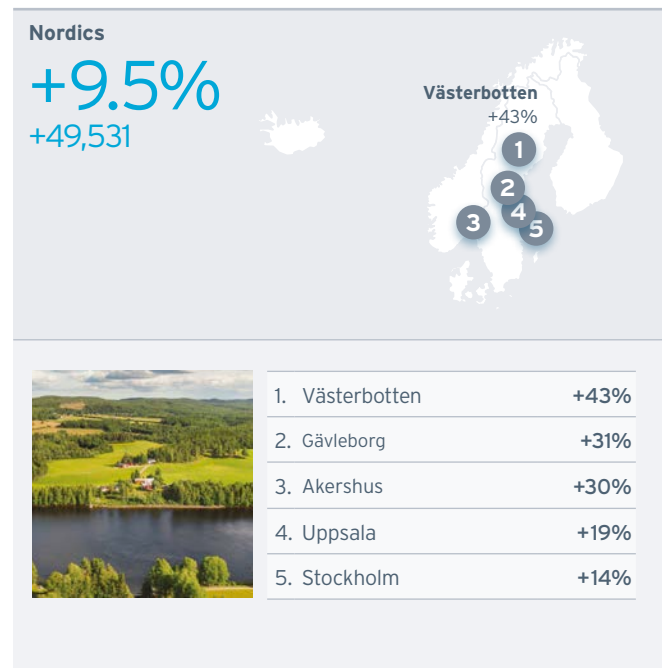 Nordics
+9.5%
+49,531
Västerbotten
+43%
1
2
4
3
5
1. Västerbotten +43%
2. Gävleborg +31%
3. Akershus +30%
4. Uppsala +19%
5. Stockholm +14%